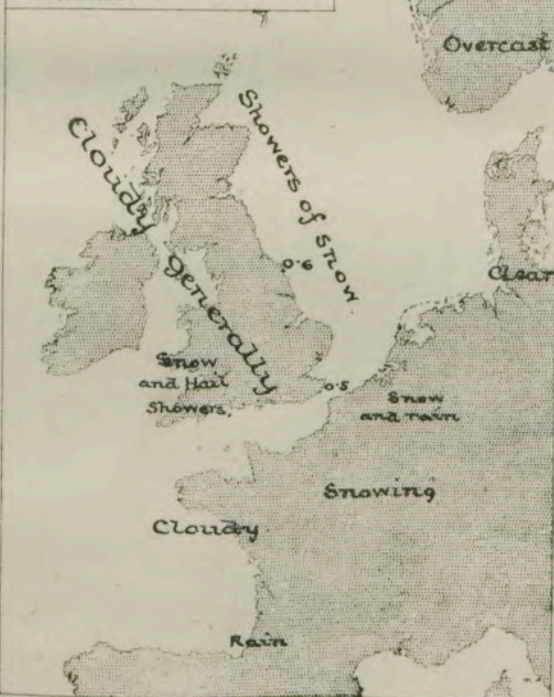 Overcast
Showers of snow.
Cloudy generally
0.6
Clear
Snow
and Hail
Showers,
0.5
Snow
and rain
Snowing
Cloudy
Rain